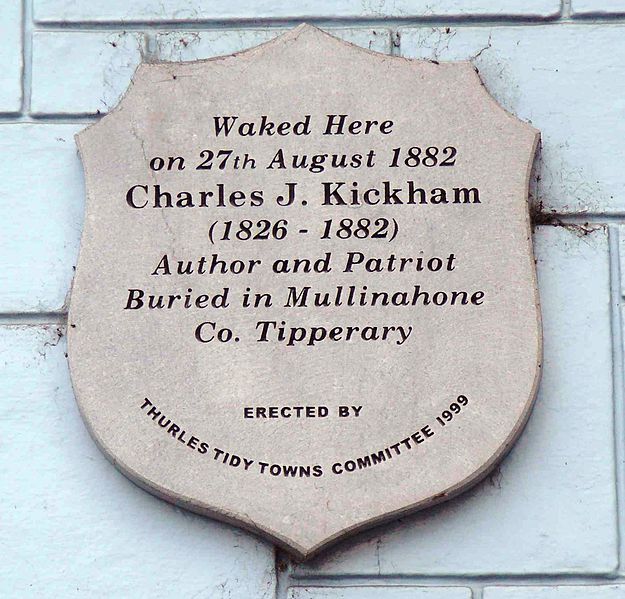 Waked Here
on 27th August 1882
Charles J. Kickham
(1826 - 1882)
Author and Patriot
Buried in Mullinahone
Co. Tipperary
ERECTED BY
THURLES TIDY TOWNS COMMITTEE 1999